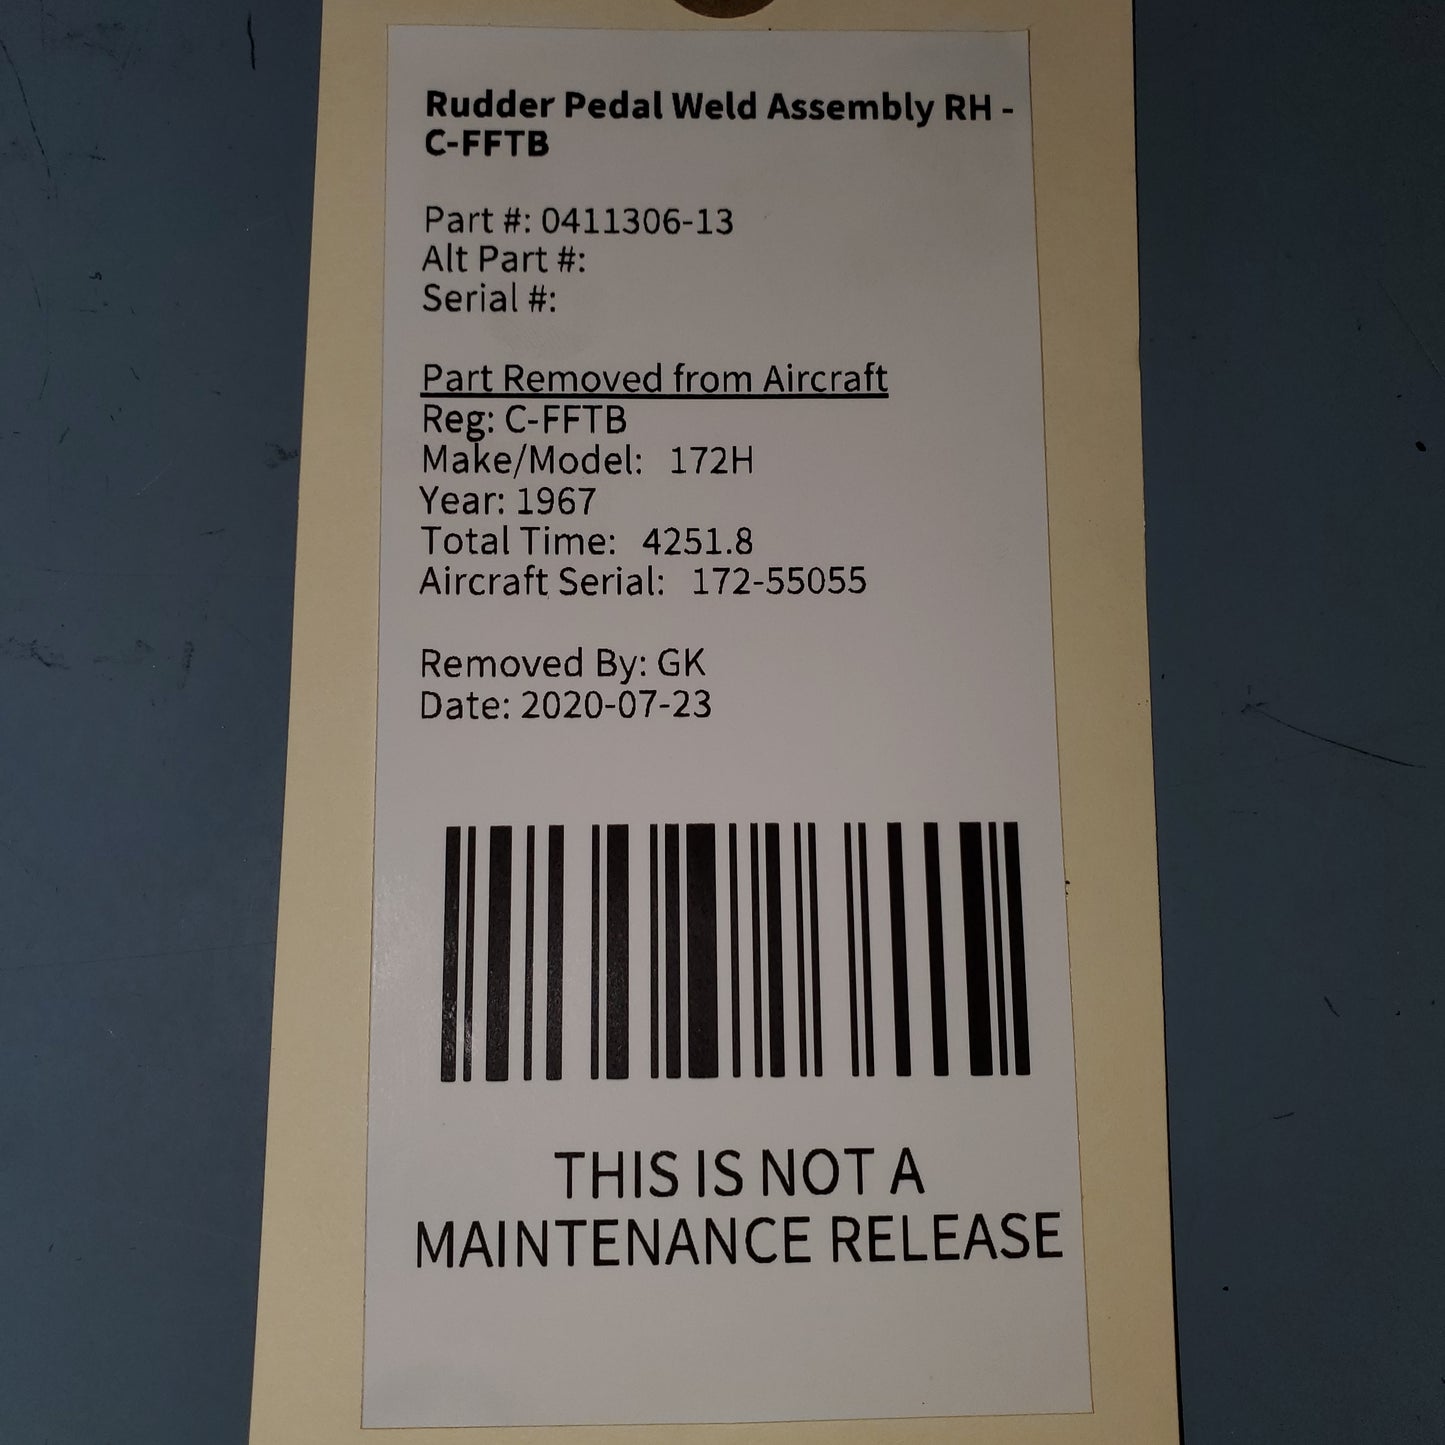 Rudder Pedal Weld Assembly RH -
C-FFTB
Part #: 0411306-13
Alt Part #:
Serial #:
Part Removed from Aircraft
Reg: C-FFTB
Make/Model: 172H
Year: 1967
Total Time: 4251.8
Aircraft Serial: 172-55055
Removed By: GK
Date: 2020-07-23
THIS IS NOT A
MAINTENANCE RELEASE